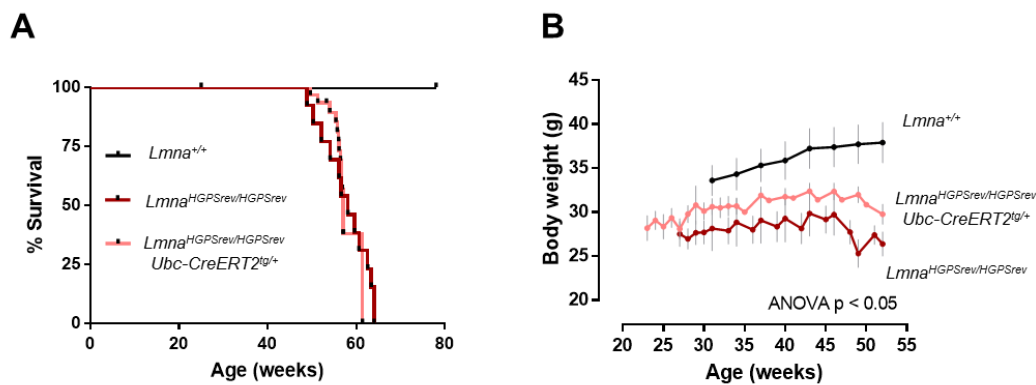 A
B
100
75
50
25
0
% Survival
0
20
40
60
80
Age (weeks)
Lmna+/+
LmnaHGPSrev/HGPSrev
LmnaHGPSrev/HGPSrev
Ubc-CreERT2tg/+
45
40
35
30
25
20
Body weight (g)
20
25
30
35
40
45
50
55
Age (weeks)
Lmna+/+
LmnaHGPSrev/HGPSrev
Ubc-CreERT2tg/+
LmnaHGPSrev/HGPSrev
ANOVA p < 0.05